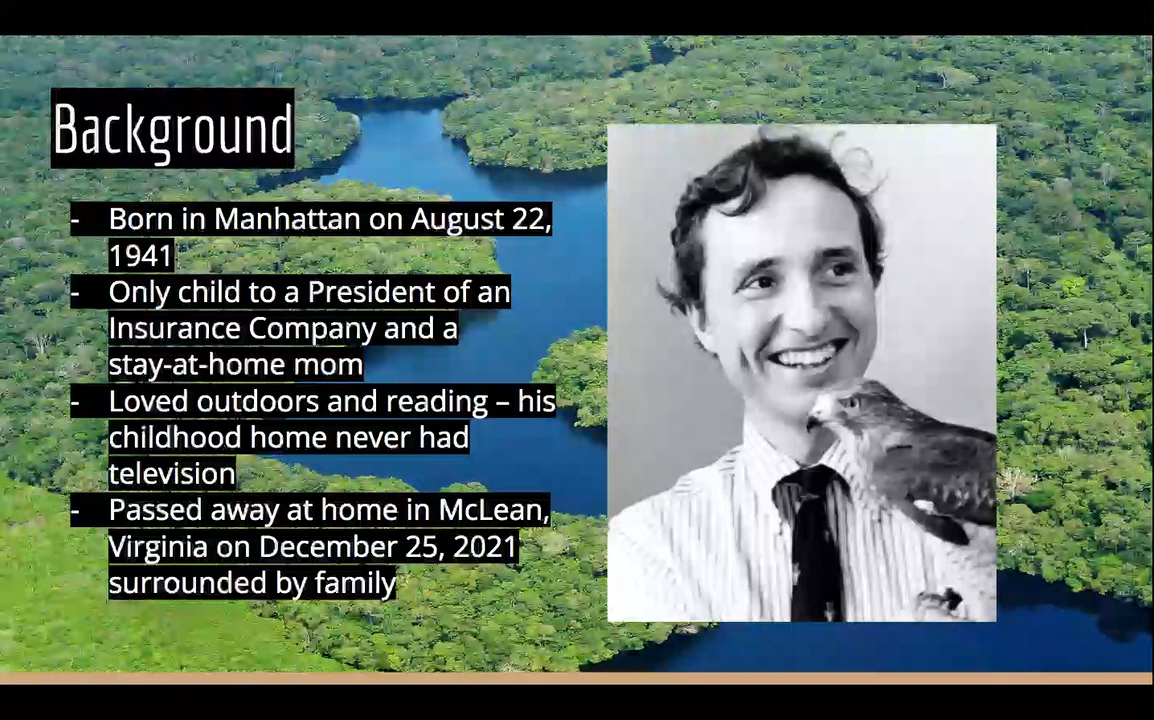 Background
- Born in Manhattan on August 22,
1941
- Only child to a President of an
Insurance Company and a
stay-at-home mom
- Loved outdoors and reading – his
childhood home never had
television
- Passed away at home in McLean,
Virginia on December 25, 2021
surrounded by family